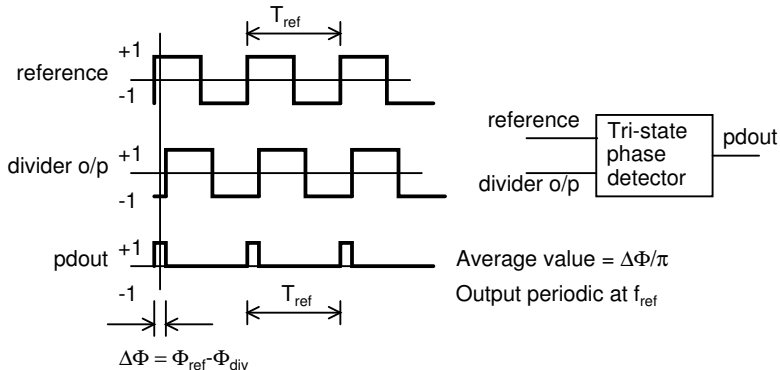 T_ref
+1
reference
-1
+1
divider o/p
-1
reference
Tri-state
phase
detector
pdout
divider o/p
+1
pdout
-1
T_ref
Average value = ΔΦ/π
Output periodic at f_ref
ΔΦ = Φ_ref-Φ_div